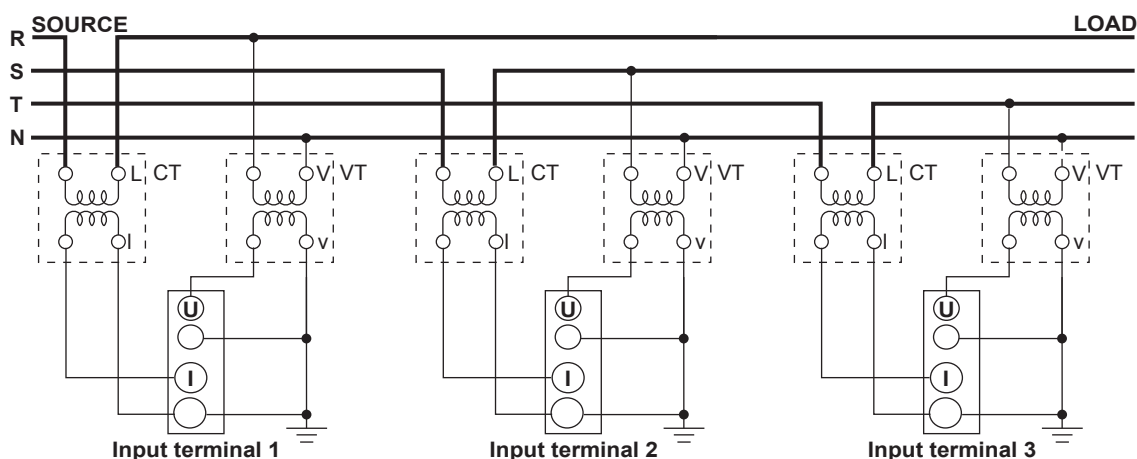 SOURCE LOAD
R
S
T
N
L CT V VT L CT V VT L CT V VT
l v l v l v
U U U
I I I
Input terminal 1 Input terminal 2 Input terminal 3